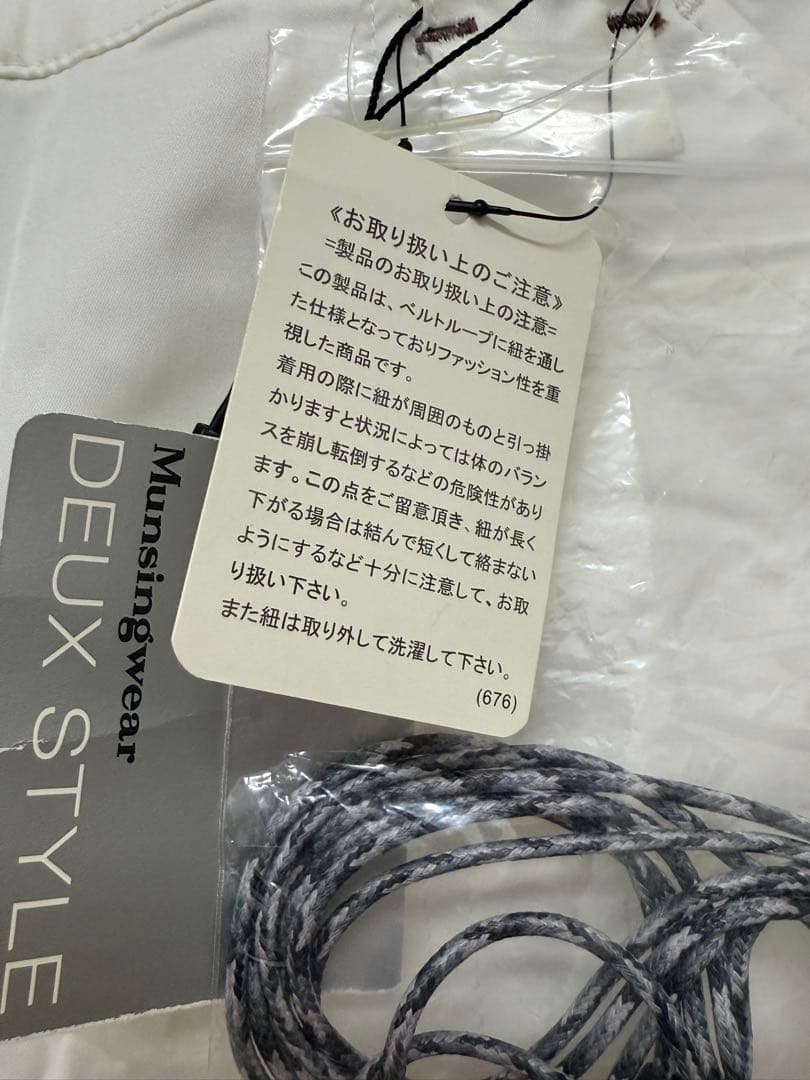 《お取り扱い上のご注意》
=製品のお取り扱い上の注意=
この製品は、ベルトループに紐を通し
た仕様となっておりファッション性を重
視した商品です。
着用の際に紐が周囲のものと引っ掛
かりますと状況によっては体のバラン
スを崩し転倒するなどの危険性があり
ます。この点をご留意頂き、紐が長く
下がる場合は結んで短くして絡まない
ようにするなど十分に注意して、お取
り扱い下さい。
また紐は取り外して洗濯して下さい。
(676)
Munsingwear
DEUX STYLE